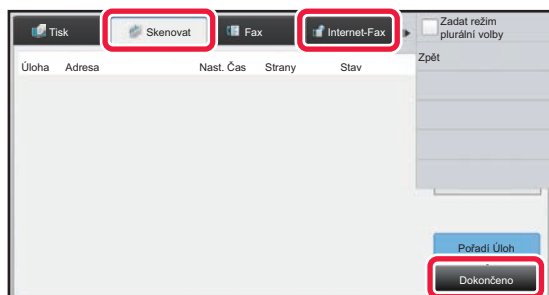 Tisk
Skenovat
Fax
Internet-Fax
Zadat režim
plurální volby
Zpět
Úloha Adresa Nast. Čas Strany Stav
Pořadí Úloh
Dokončeno